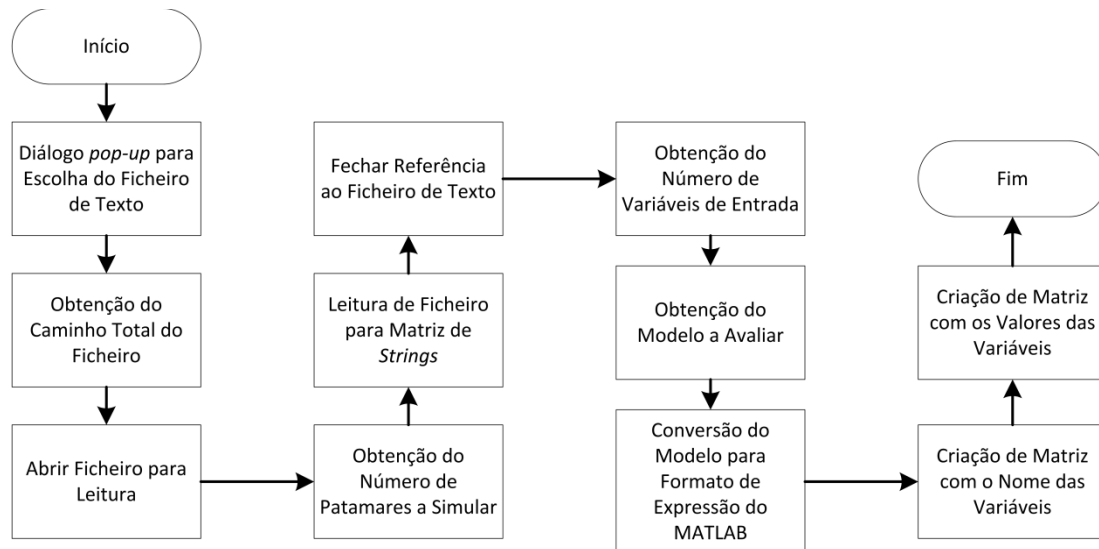 Início
Diálogo pop-up para
Escolha do Ficheiro
de Texto
Obtenção do
Caminho Total do
Ficheiro
Abrir Ficheiro para
Leitura
Obtenção do
Número de
Patamares a Simular
Leitura de Ficheiro
para Matriz de
Strings
Fechar Referência
ao Ficheiro de Texto
Obtenção do
Número de
Variáveis de Entrada
Obtenção do
Modelo a Avaliar
Conversão do
Modelo para
Formato de
Expressão do
MATLAB
Criação de Matriz
com o Nome das
Variáveis
Criação de Matriz
com os Valores das
Variáveis
Fim